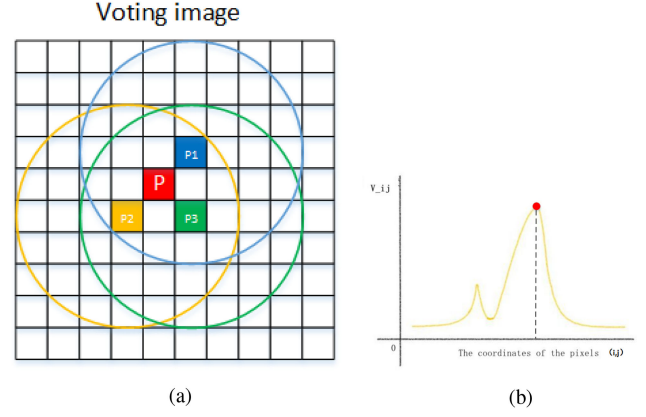 Voting image
P1
P
P2
P3
V_ij
0
The coordinates of the pixels (i,j)
(a)
(b)